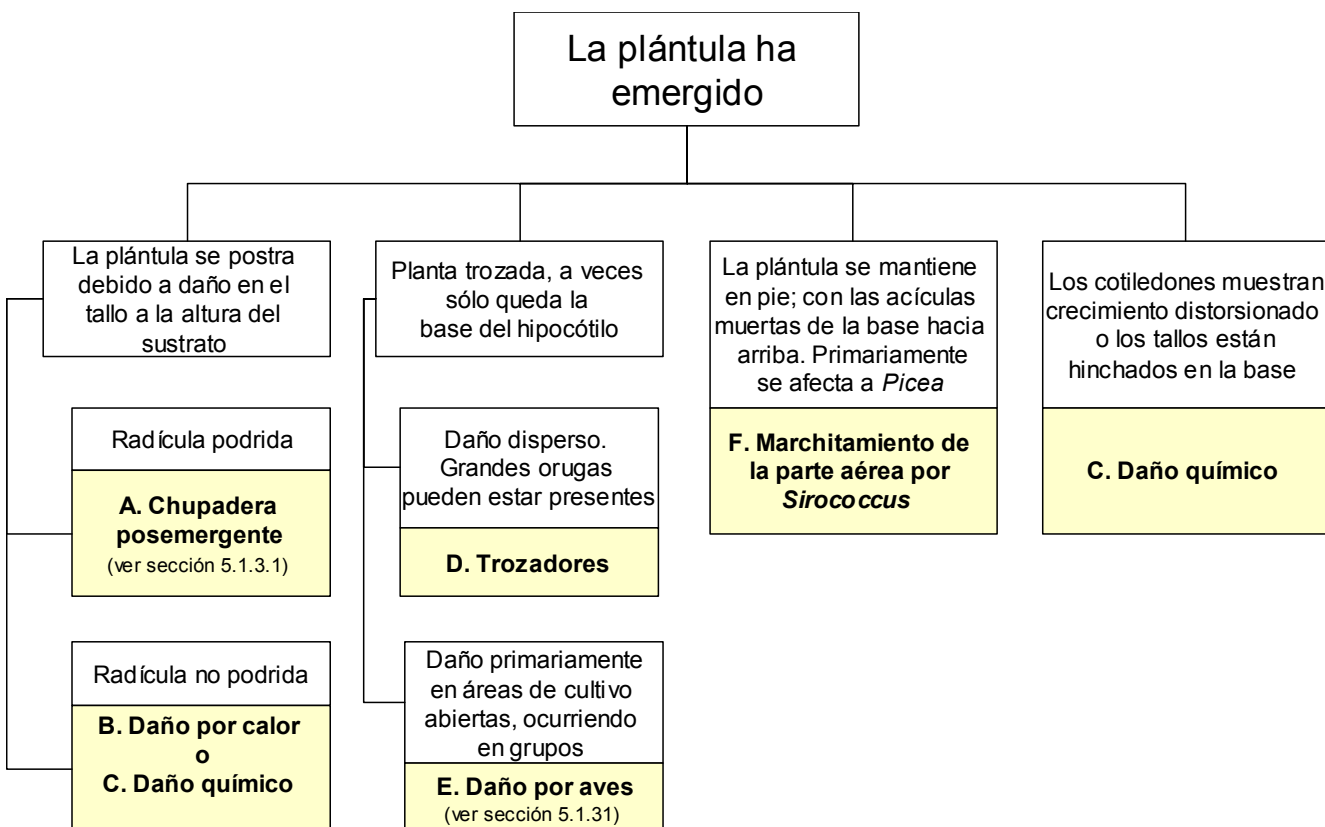 La plántula ha
emergido
La plántula se postra
debido a daño en el
tallo a la altura del
sustrato
Radícula podrida
A. Chupadera
posemergente
(ver sección 5.1.3.1)
Radícula no podrida
B. Daño por calor
o
C. Daño químico
Planta trozada, a veces
sólo queda la
base del hipocótilo
Daño disperso.
Grandes orugas
pueden estar presentes
D. Trozadores
Daño primariamente
en áreas de cultivo
abiertas, ocurriendo
en grupos
E. Daño por aves
(ver sección 5.1.31)
La plántula se mantiene
en pie; con las acículas
muertas de la base hacia
arriba. Primariamente
se afecta a Picea
F. Marchitamiento de
la parte aérea por
Sirococcus
Los cotiledones muestran
crecimiento distorsionado
o los tallos están
hinchados en la base
C. Daño químico